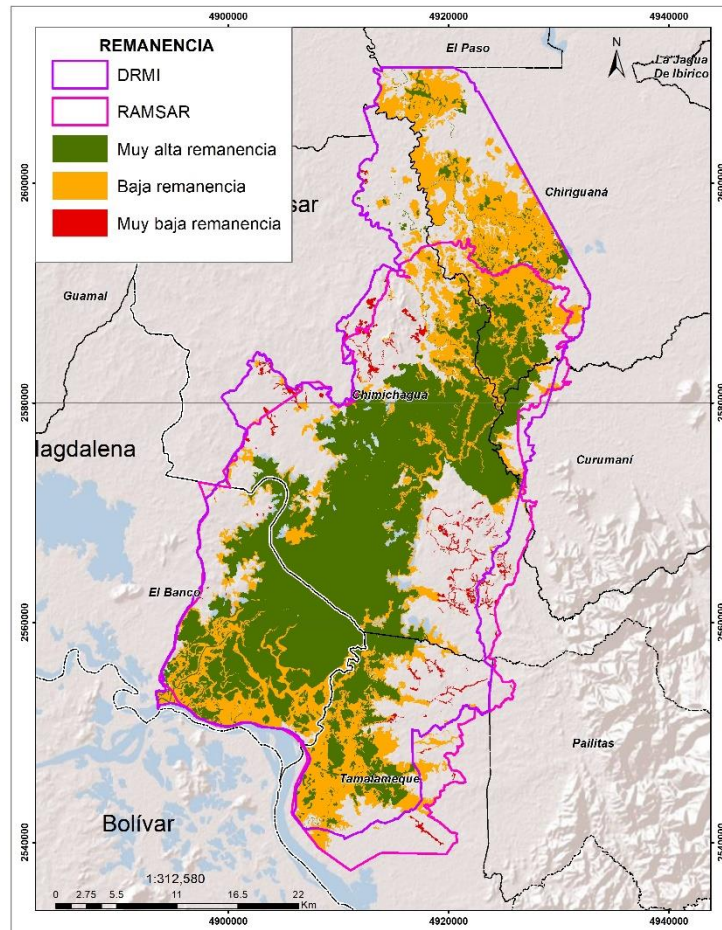 4900000
4920000
4940000
REMANENCIA
DRMI
RAMSAR
Muy alta remanencia
Baja remanencia
Muy baja remanencia
El Paso
N
La Jagua
De Ibirico
2600000
2600000
Chiriguaná
sar
Guamal
2580000
2580000
Chimichagua
Magdalena
Curumaní
El Banco
2560000
2560000
Pailitas
Tamalameque
Bolívar
2540000
2540000
1:312,580
0 2.75 5.5 11 16.5 22
Km
4900000
4920000
4940000